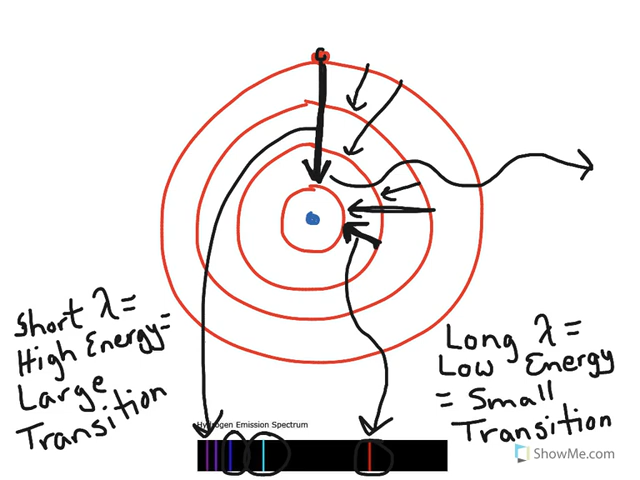 Short λ =
High Energy=
Large
Transition
Long λ =
Low Energy
= Small
Transition
Hydrogen Emission Spectrum
ShowMe.com